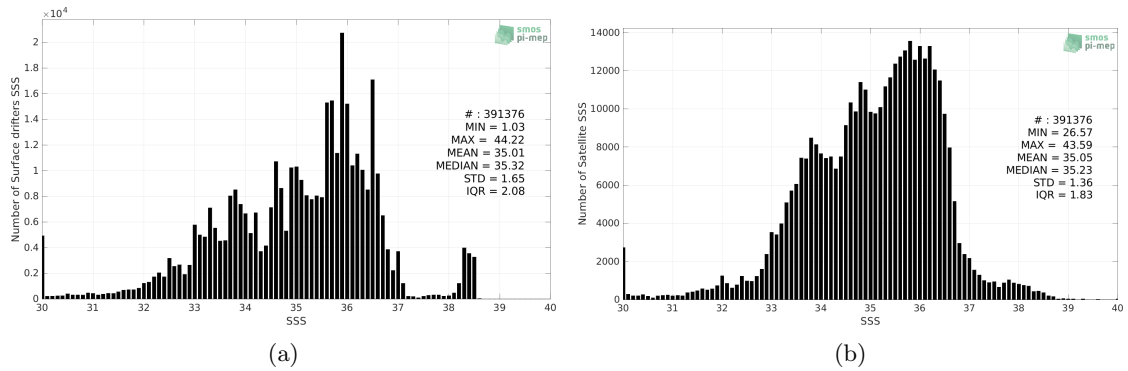 ×10⁴
smos
pi-mep
Number of Surface drifters SSS
2
1.8
1.6
1.4
1.2
1
0.8
0.6
0.4
0.2
0
# : 391376
MIN = 1.03
MAX = 44.22
MEAN = 35.01
MEDIAN = 35.32
STD = 1.65
IQR = 2.08
30 31 32 33 34 35 36 37 38 39 40
SSS
(a)
smos
pi-mep
Number of Satellite SSS
14000
12000
10000
8000
6000
4000
2000
0
# : 391376
MIN = 26.57
MAX = 43.59
MEAN = 35.05
MEDIAN = 35.23
STD = 1.36
IQR = 1.83
30 31 32 33 34 35 36 37 38 39 40
SSS
(b)